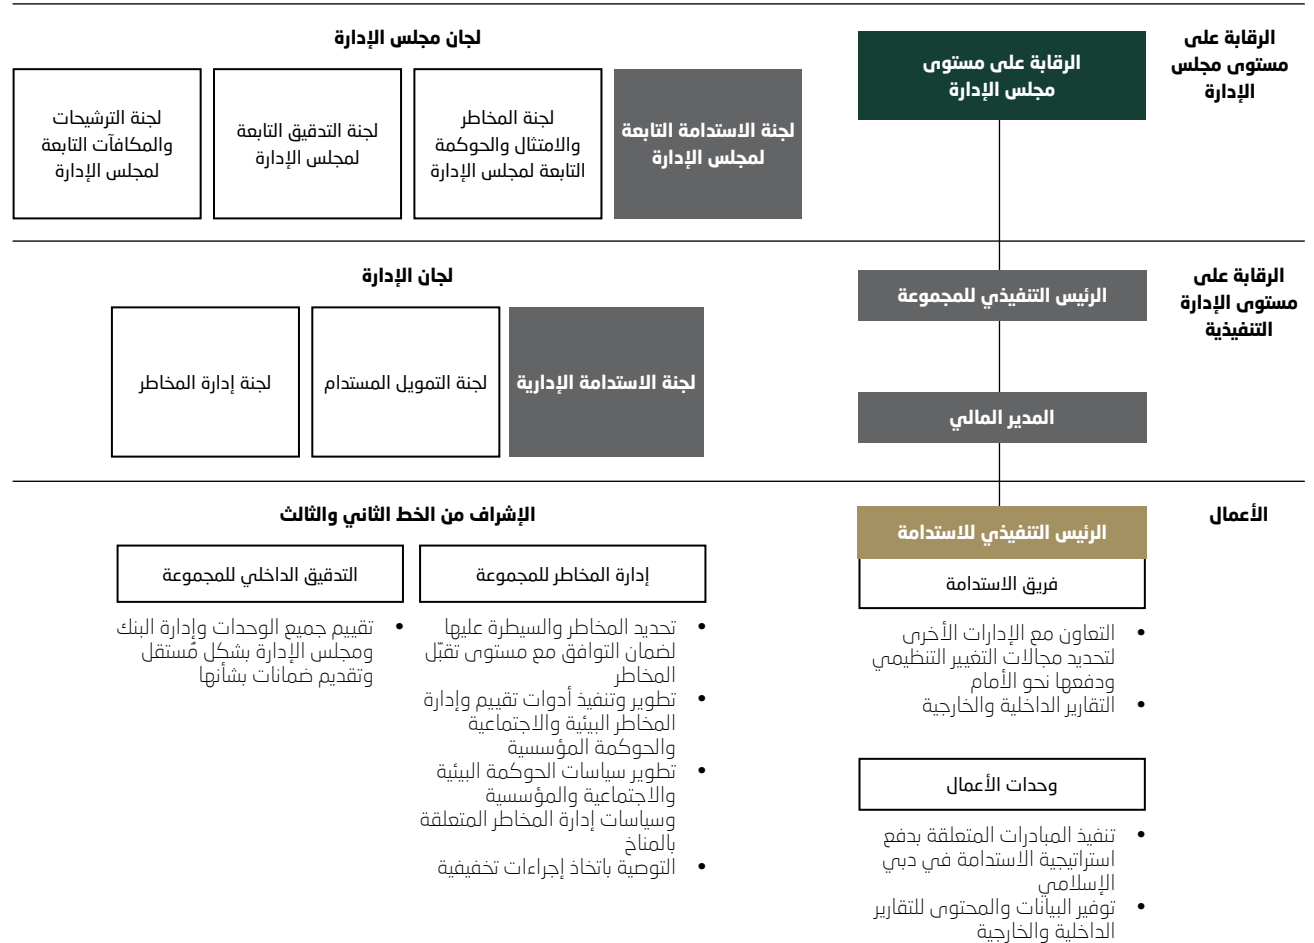 الرقابة على
مستوى مجلس
الإدارة
الرقابة على مستوى
مجلس الإدارة
لجان مجلس الإدارة
لجنة الاستدامة التابعة
لمجلس الإدارة
لجنة المخاطر
والامتثال والحوكمة
التابعة لمجلس الإدارة
لجنة التدقيق التابعة
لمجلس الإدارة
لجنة الترشيحات
والمكافآت التابعة
لمجلس الإدارة
الرقابة على
مستوى الإدارة
التنفيذية
الرئيس التنفيذي للمجموعة
المدير المالي
لجان الإدارة
لجنة الاستدامة الإدارية
لجنة التمويل المستدام
لجنة إدارة المخاطر
الأعمال
الرئيس التنفيذي للاستدامة
فريق الاستدامة
• التعاون مع الإدارات الأخرى
لتحديد مجالات التغيير التنظيمي
ودفعها نحو الأمام
• التقارير الداخلية والخارجية
وحدات الأعمال
• تنفيذ المبادرات المتعلقة بدفع
استراتيجية الاستدامة في دبي
الإسلامي
• توفير البيانات والمحتوى للتقارير
الداخلية والخارجية
الإشراف من الخط الثاني والثالث
إدارة المخاطر للمجموعة
• تحديد المخاطر والسيطرة عليها
لضمان التوافق مع مستوى تقبّل
المخاطر
• تطوير وتنفيذ أدوات تقييم وإدارة
المخاطر البيئية والاجتماعية
والحوكمة المؤسسية
• تطوير سياسات الحوكمة البيئية
والاجتماعية والمؤسسية
وسياسات إدارة المخاطر المتعلقة
بالمناخ
• التوصية باتخاذ إجراءات تخفيفية
التدقيق الداخلي للمجموعة
• تقييم جميع الوحدات وإدارة البنك
ومجلس الإدارة بشكل مُستقل
وتقديم ضمانات بشأنها